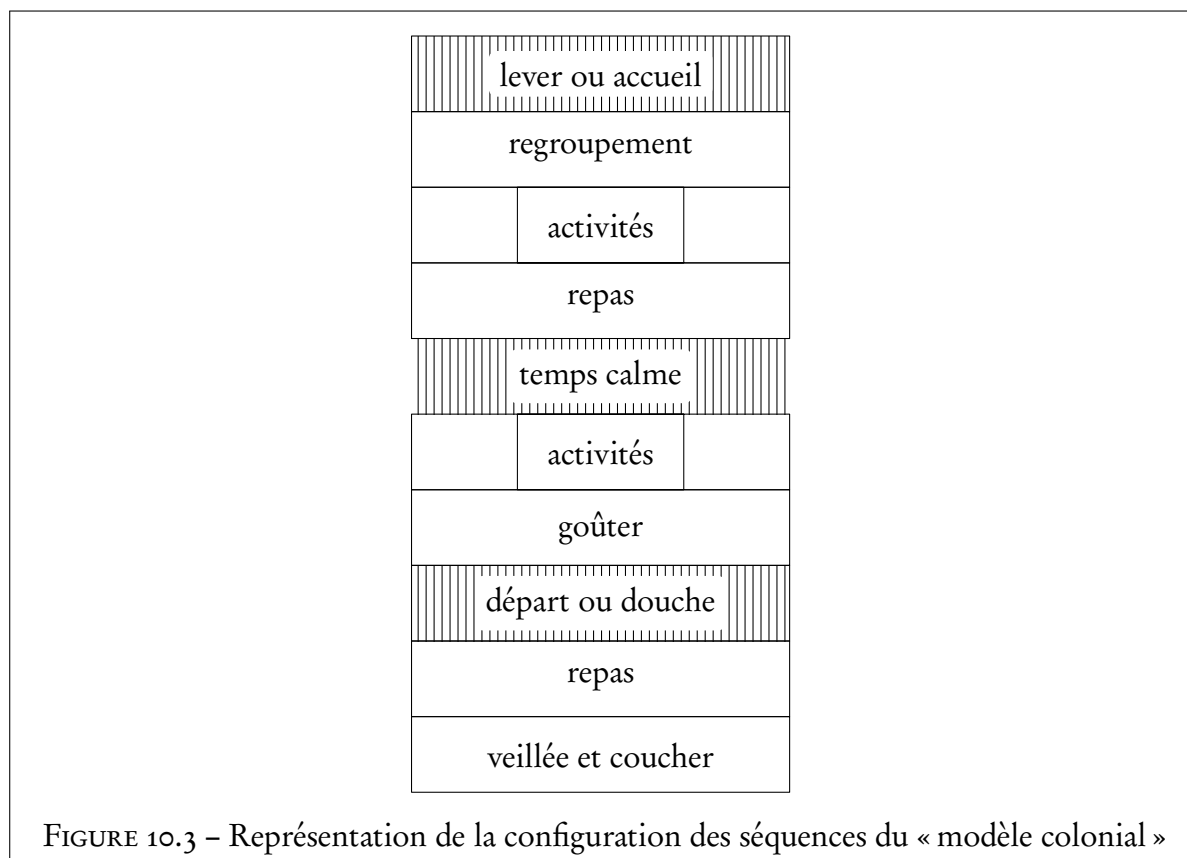 lever ou accueil
regroupement
activités
repas
temps calme
activités
goûter
départ ou douche
repas
veillée et coucher
FIGURE 10.3 – Représentation de la configuration des séquences du « modèle colonial »